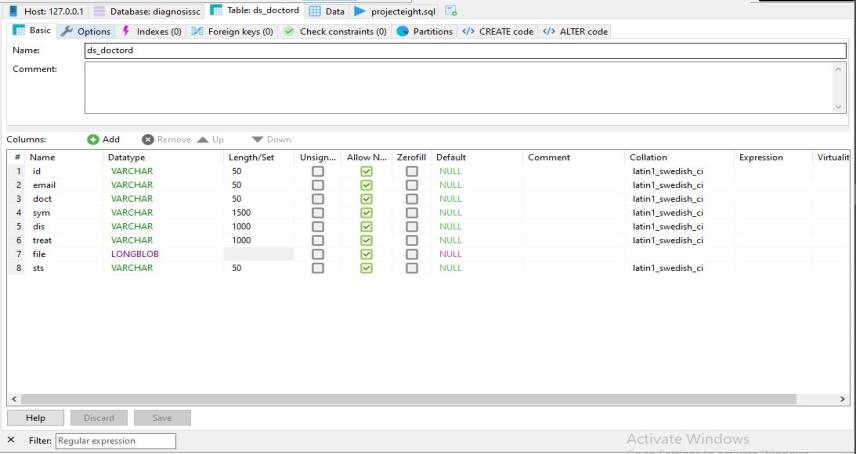 Host: 127.0.0.1 Database: diagnosissc Table: ds_doctord Data projecteight.sql
Basic Options Indexes (0) Foreign keys (0) Check constraints (0) Partitions </> CREATE code </> ALTER code
Name: ds_doctord
Comment:
Columns: Add Remove Up Down
# Name Datatype Length/Set Unsign... Allow N... Zerofill Default Comment Collation Expression Virtualit
1 id VARCHAR 50 NULL latin1_swedish_ci
2 email VARCHAR 50 NULL latin1_swedish_ci
3 doct VARCHAR 50 NULL latin1_swedish_ci
4 sym VARCHAR 1500 NULL latin1_swedish_ci
5 dis VARCHAR 1000 NULL latin1_swedish_ci
6 treat VARCHAR 1000 NULL latin1_swedish_ci
7 file LONGBLOB NULL
8 sts VARCHAR 50 NULL latin1_swedish_ci
Help Discard Save
Filter: Regular expression
Activate Windows